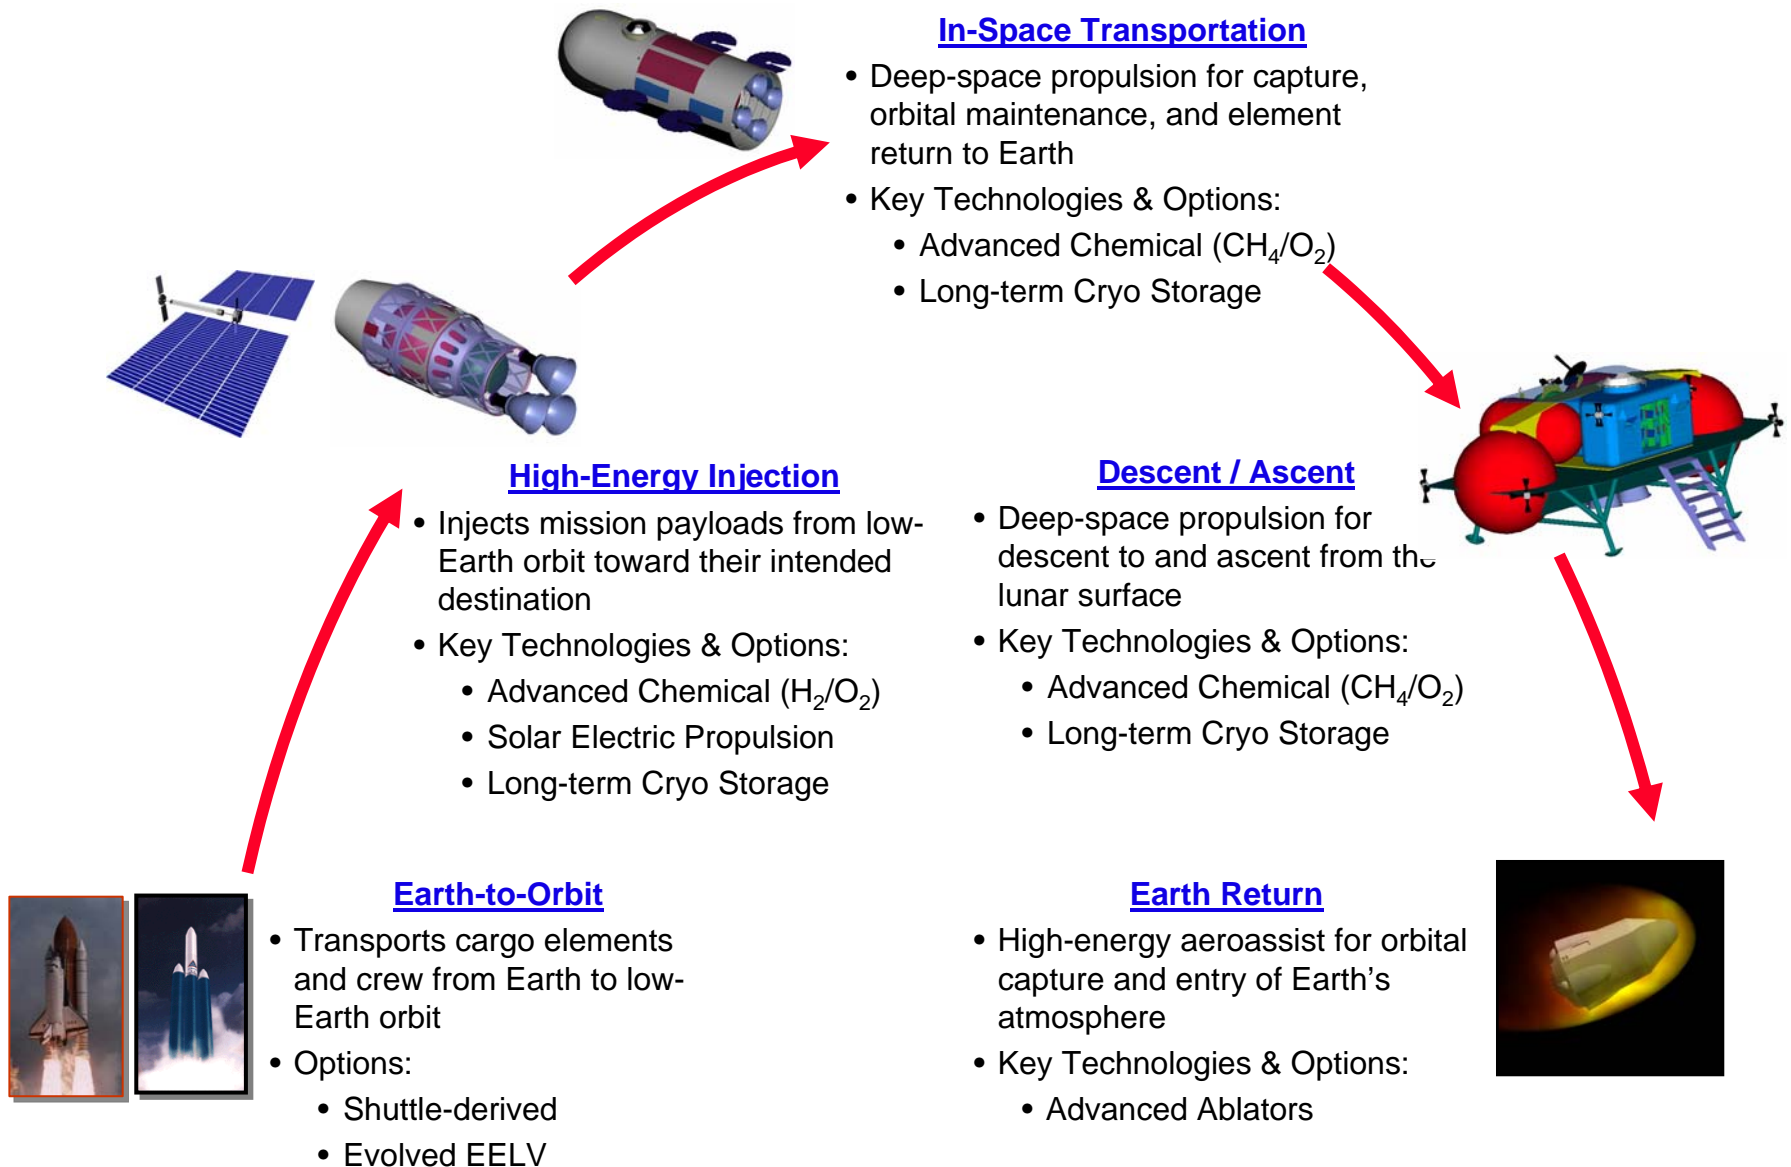 In-Space Transportation
• Deep-space propulsion for capture,
orbital maintenance, and element
return to Earth
• Key Technologies & Options:
• Advanced Chemical (CH₄/O₂)
• Long-term Cryo Storage
High-Energy Injection
• Injects mission payloads from low-
Earth orbit toward their intended
destination
• Key Technologies & Options:
• Advanced Chemical (H₂/O₂)
• Solar Electric Propulsion
• Long-term Cryo Storage
Descent / Ascent
• Deep-space propulsion for
descent to and ascent from the
lunar surface
• Key Technologies & Options:
• Advanced Chemical (CH₄/O₂)
• Long-term Cryo Storage
Earth-to-Orbit
• Transports cargo elements
and crew from Earth to low-
Earth orbit
• Options:
• Shuttle-derived
• Evolved EELV
Earth Return
• High-energy aeroassist for orbital
capture and entry of Earth's
atmosphere
• Key Technologies & Options:
• Advanced Ablators